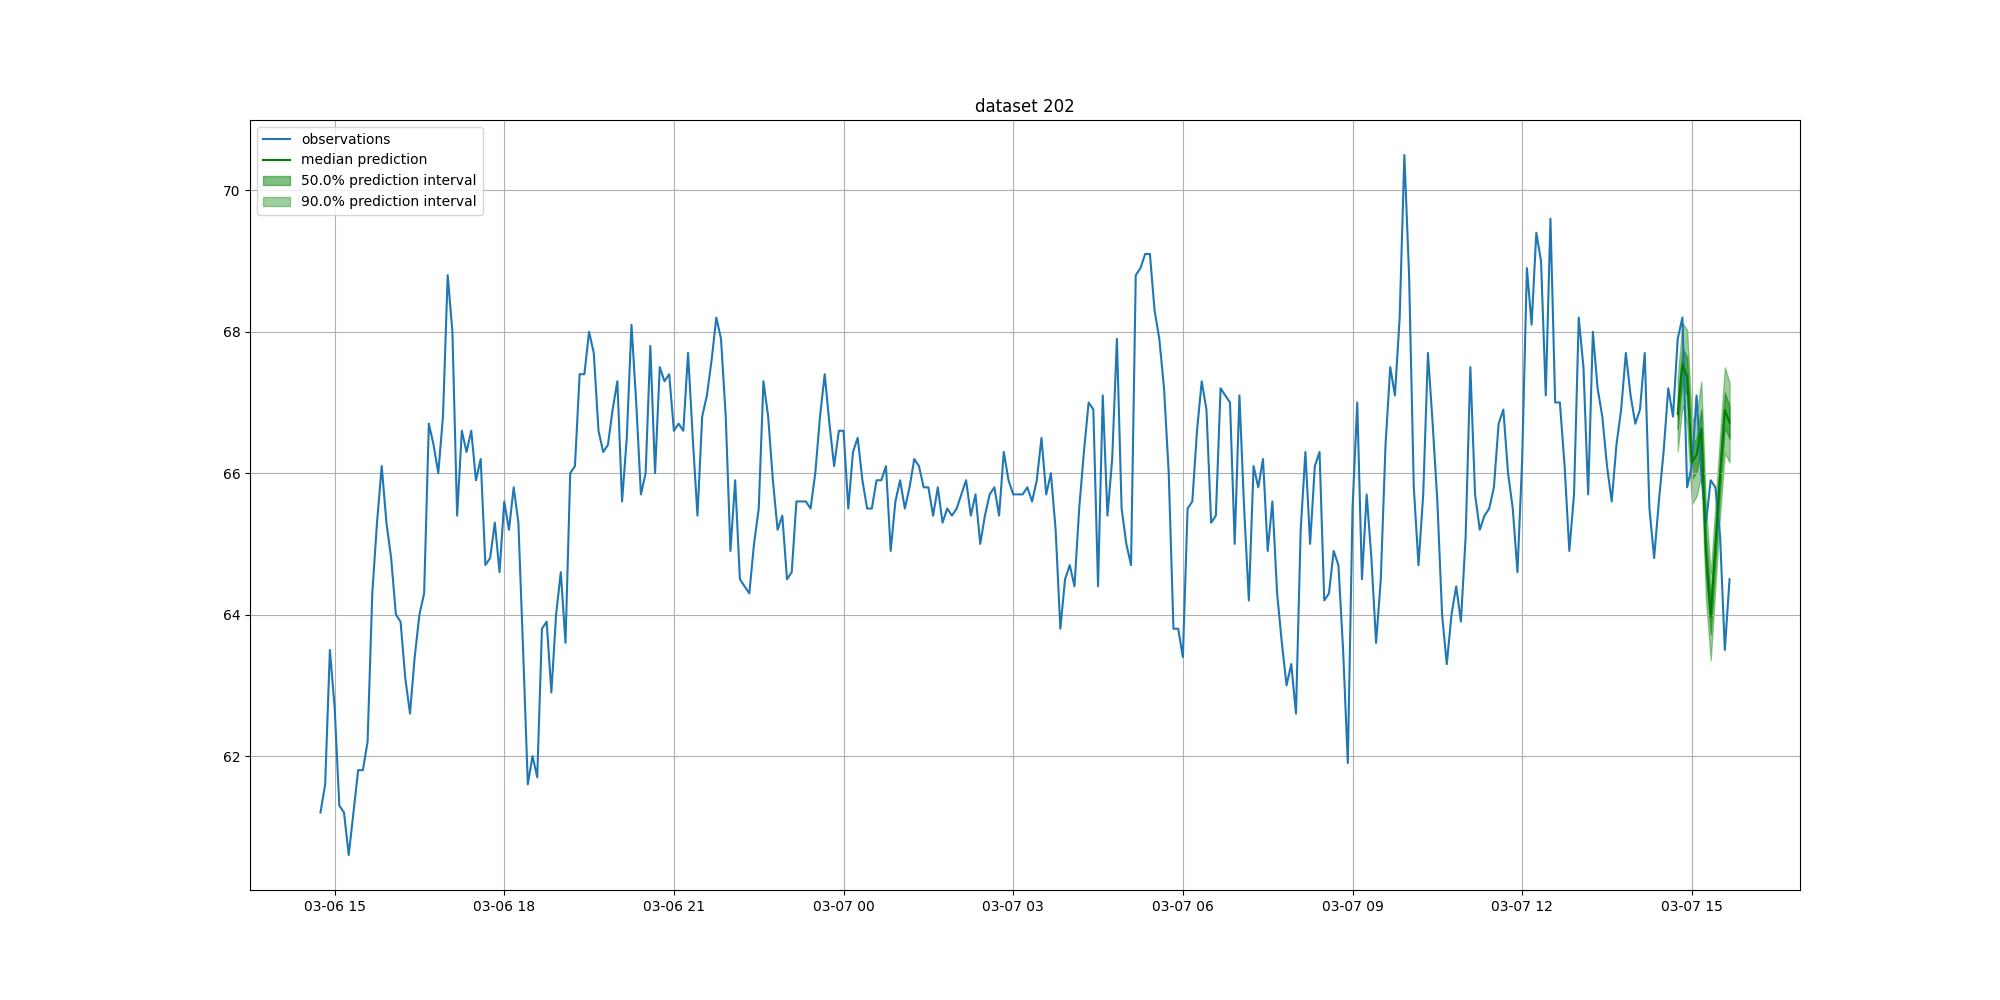 dataset 202
observations
median prediction
50.0% prediction interval
90.0% prediction interval
70
68
66
64
62
03-06 15
03-06 18
03-06 21
03-07 00
03-07 03
03-07 06
03-07 09
03-07 12
03-07 15